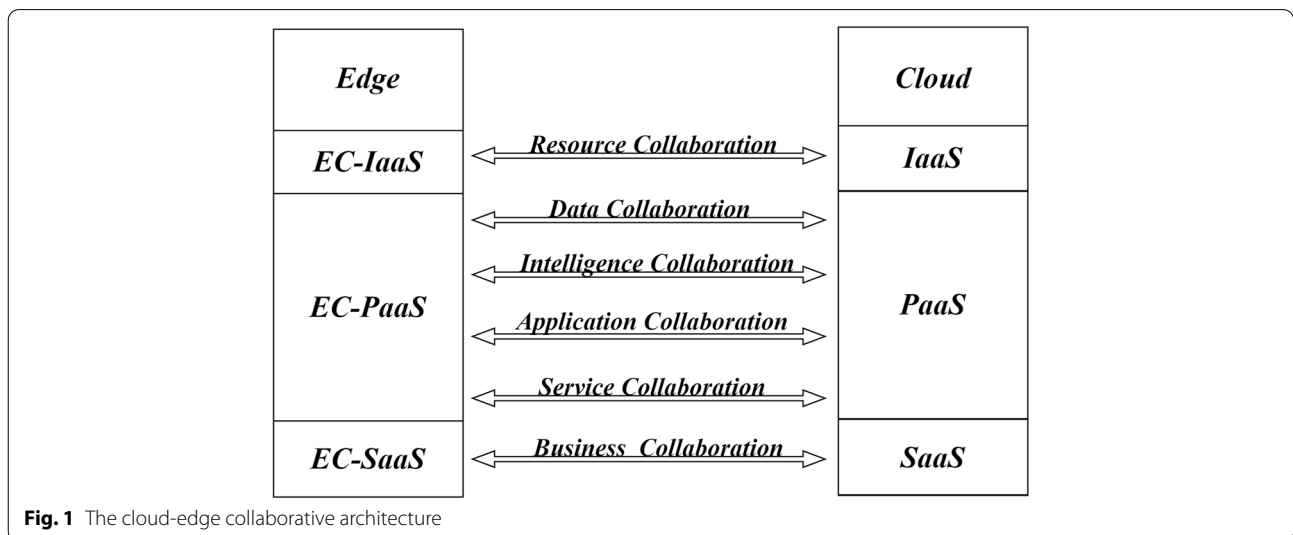 Edge
Cloud
EC-IaaS
Resource Collaboration
IaaS
Data Collaboration
Intelligence Collaboration
EC-PaaS
Application Collaboration
PaaS
Service Collaboration
EC-SaaS
Business Collaboration
SaaS
Fig. 1 The cloud-edge collaborative architecture